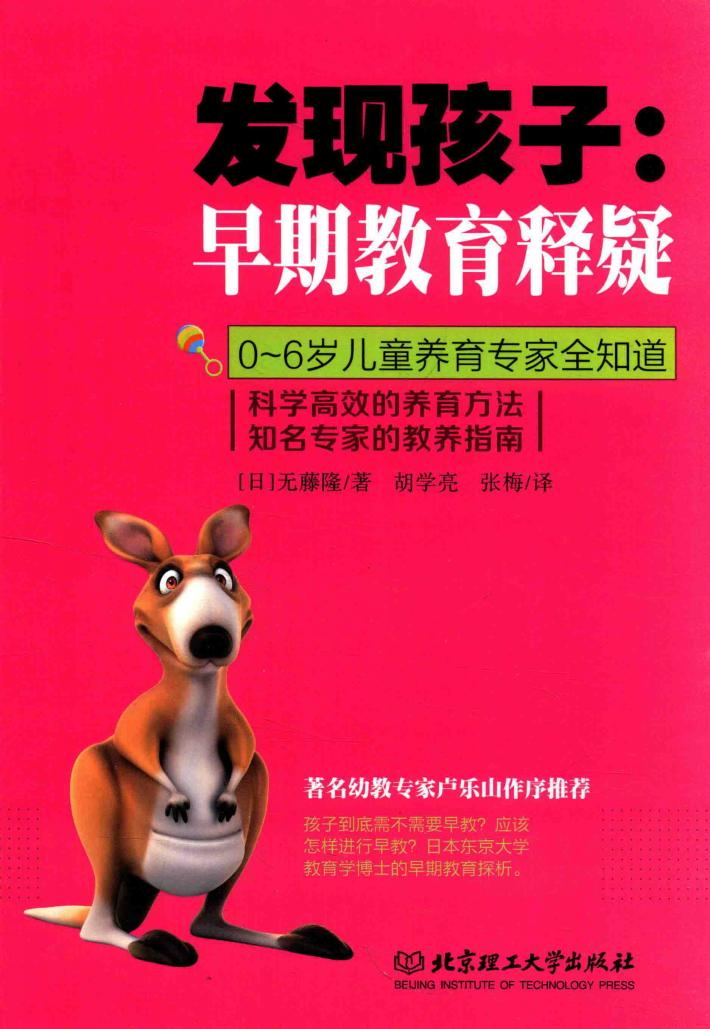 发现孩子：
早期教育释疑
0~6岁儿童养育专家全知道
科学高效的养育方法
知名专家的教养指南
[日]无藤隆/著 胡学亮 张梅/译
著名幼教专家卢乐山作序推荐
孩子到底需不需要早教？应该
怎样进行早教？日本东京大学
教育学博士的早期教育探析。
北京理工大学出版社
BEIJING INSTITUTE OF TECHNOLOGY PRESS